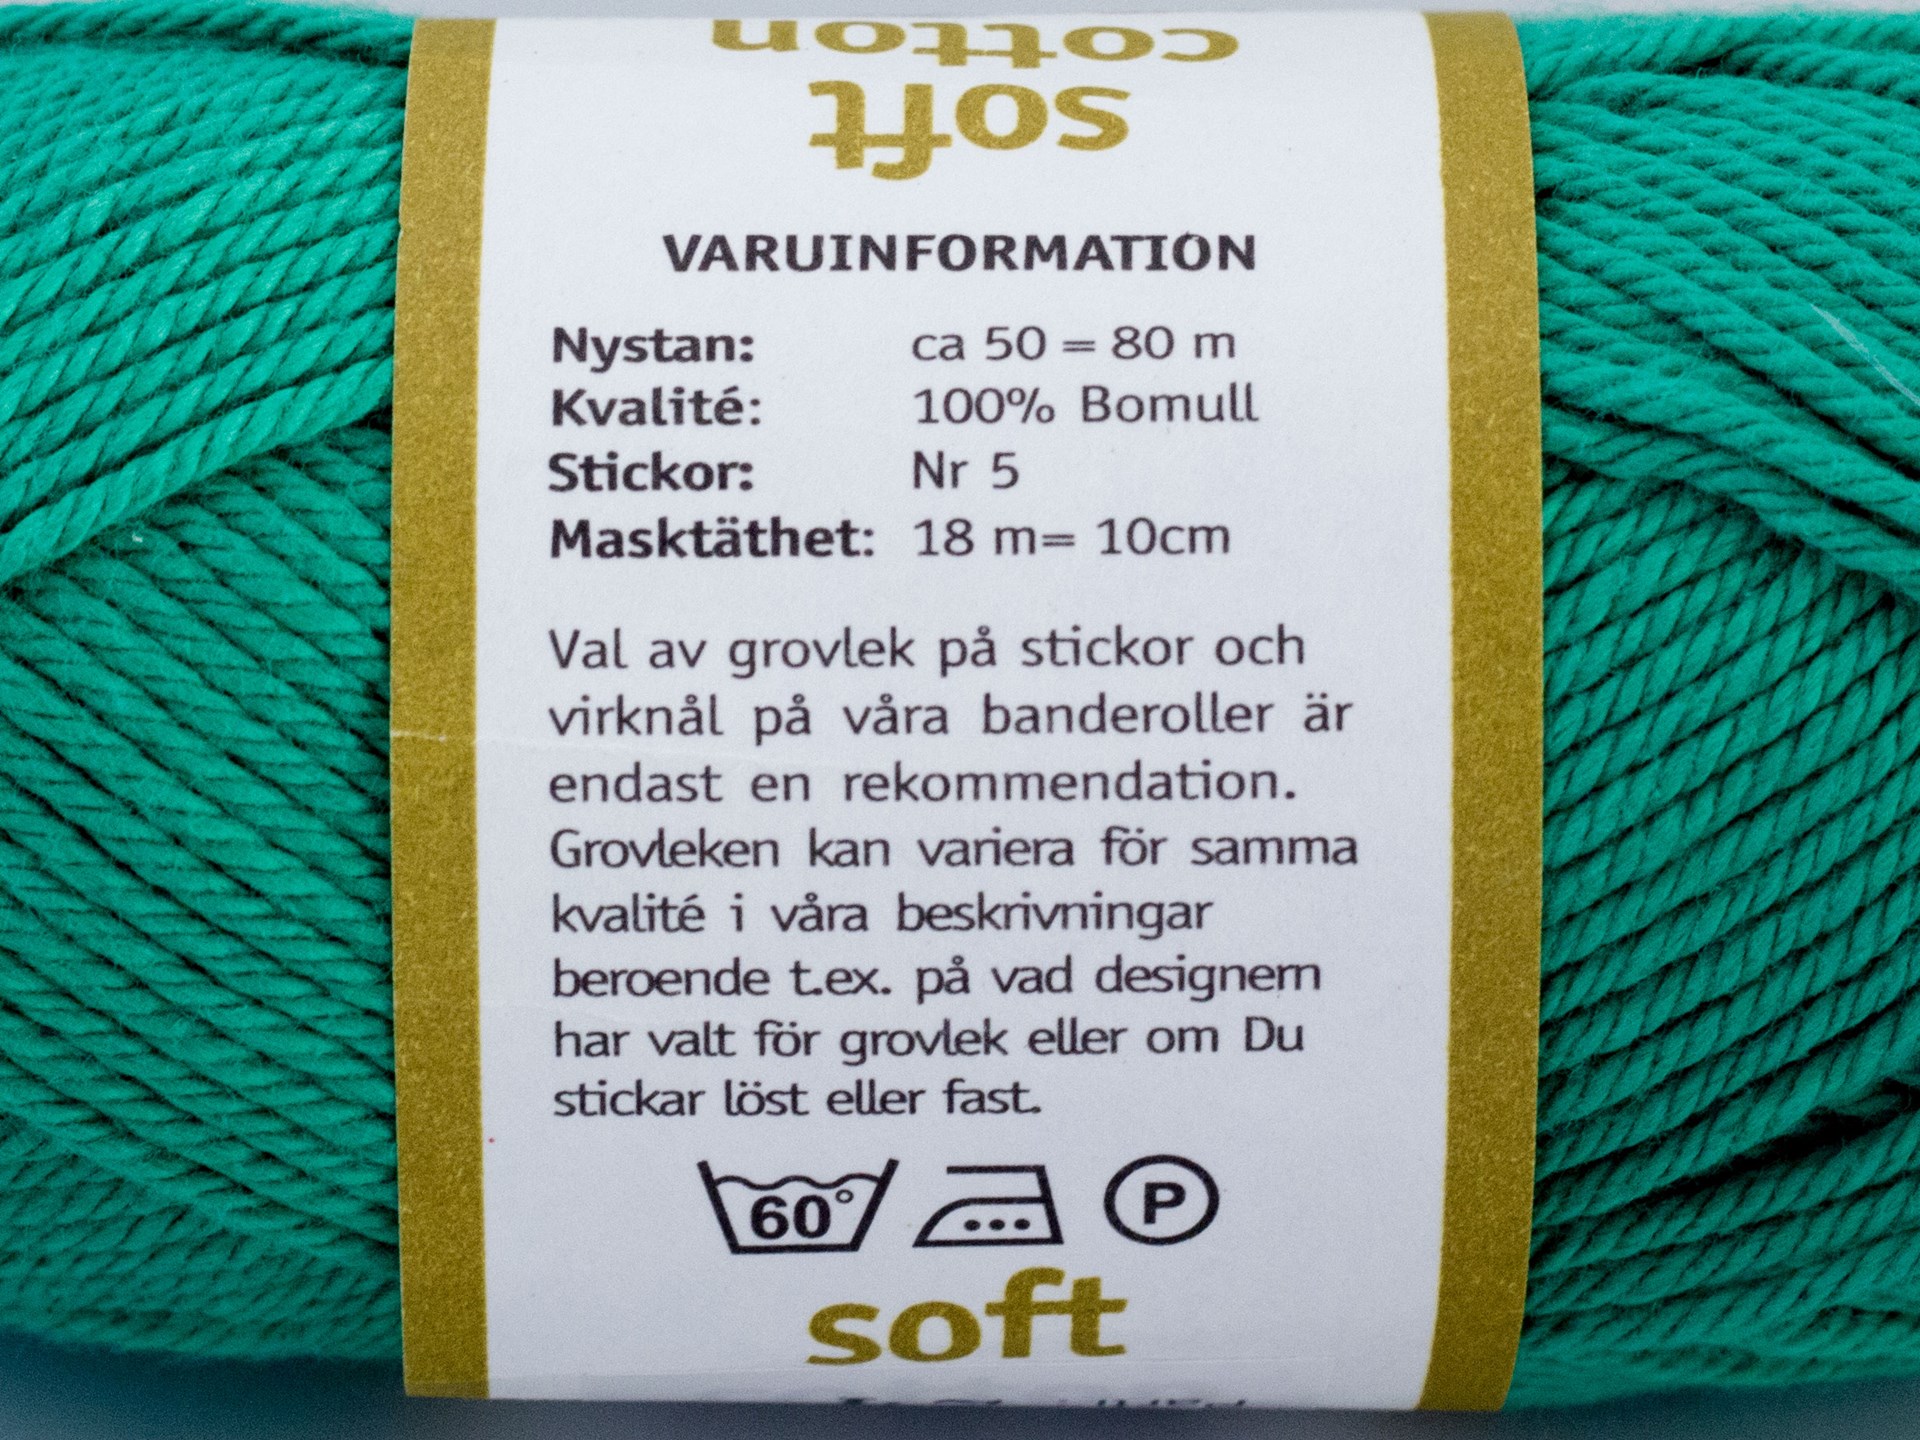 cotton
soft
VARUINFORMATION
Nystan: ca 50 = 80 m
Kvalité: 100% Bomull
Stickor: Nr 5
Masktäthet: 18 m= 10cm
Val av grovlek på stickor och
virknål på våra banderoller är
endast en rekommendation.
Grovleken kan variera för samma
kvalité i våra beskrivningar
beroende t.ex. på vad designern
har valt för grovlek eller om Du
stickar löst eller fast.
60° P
soft